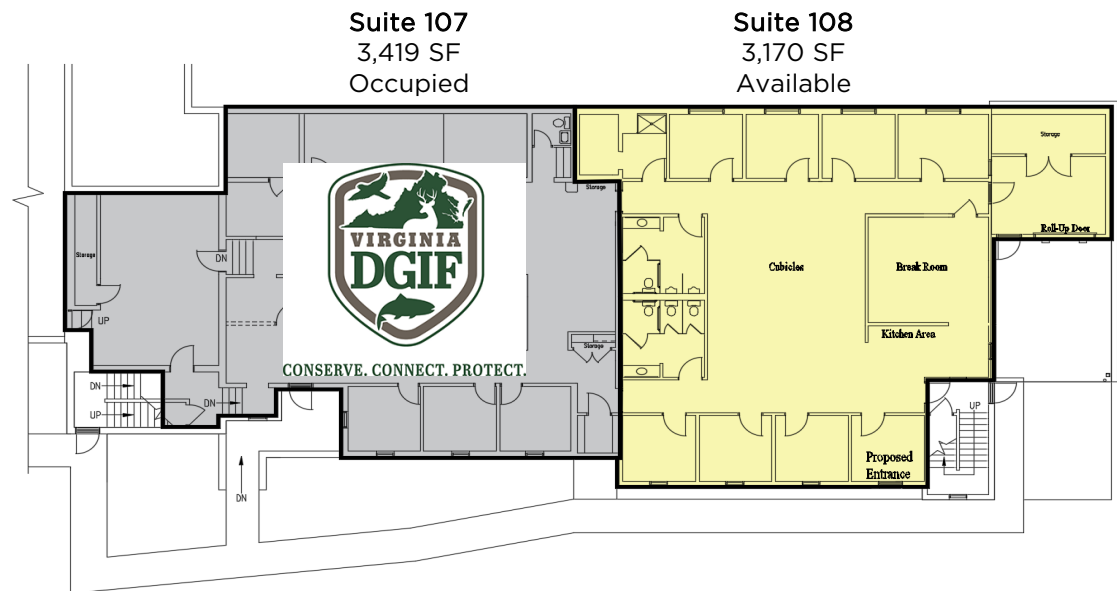 Suite 107
3,419 SF
Occupied
Suite 108
3,170 SF
Available
Storage
Storage
Roll-Up Door
VIRGINIA
DGIF
CONSERVE. CONNECT. PROTECT.
Storage
DN
UP
Cubicles
Break Room
Kitchen Area
Storage
DN
UP
DN
UP
Proposed
Entrance
DN